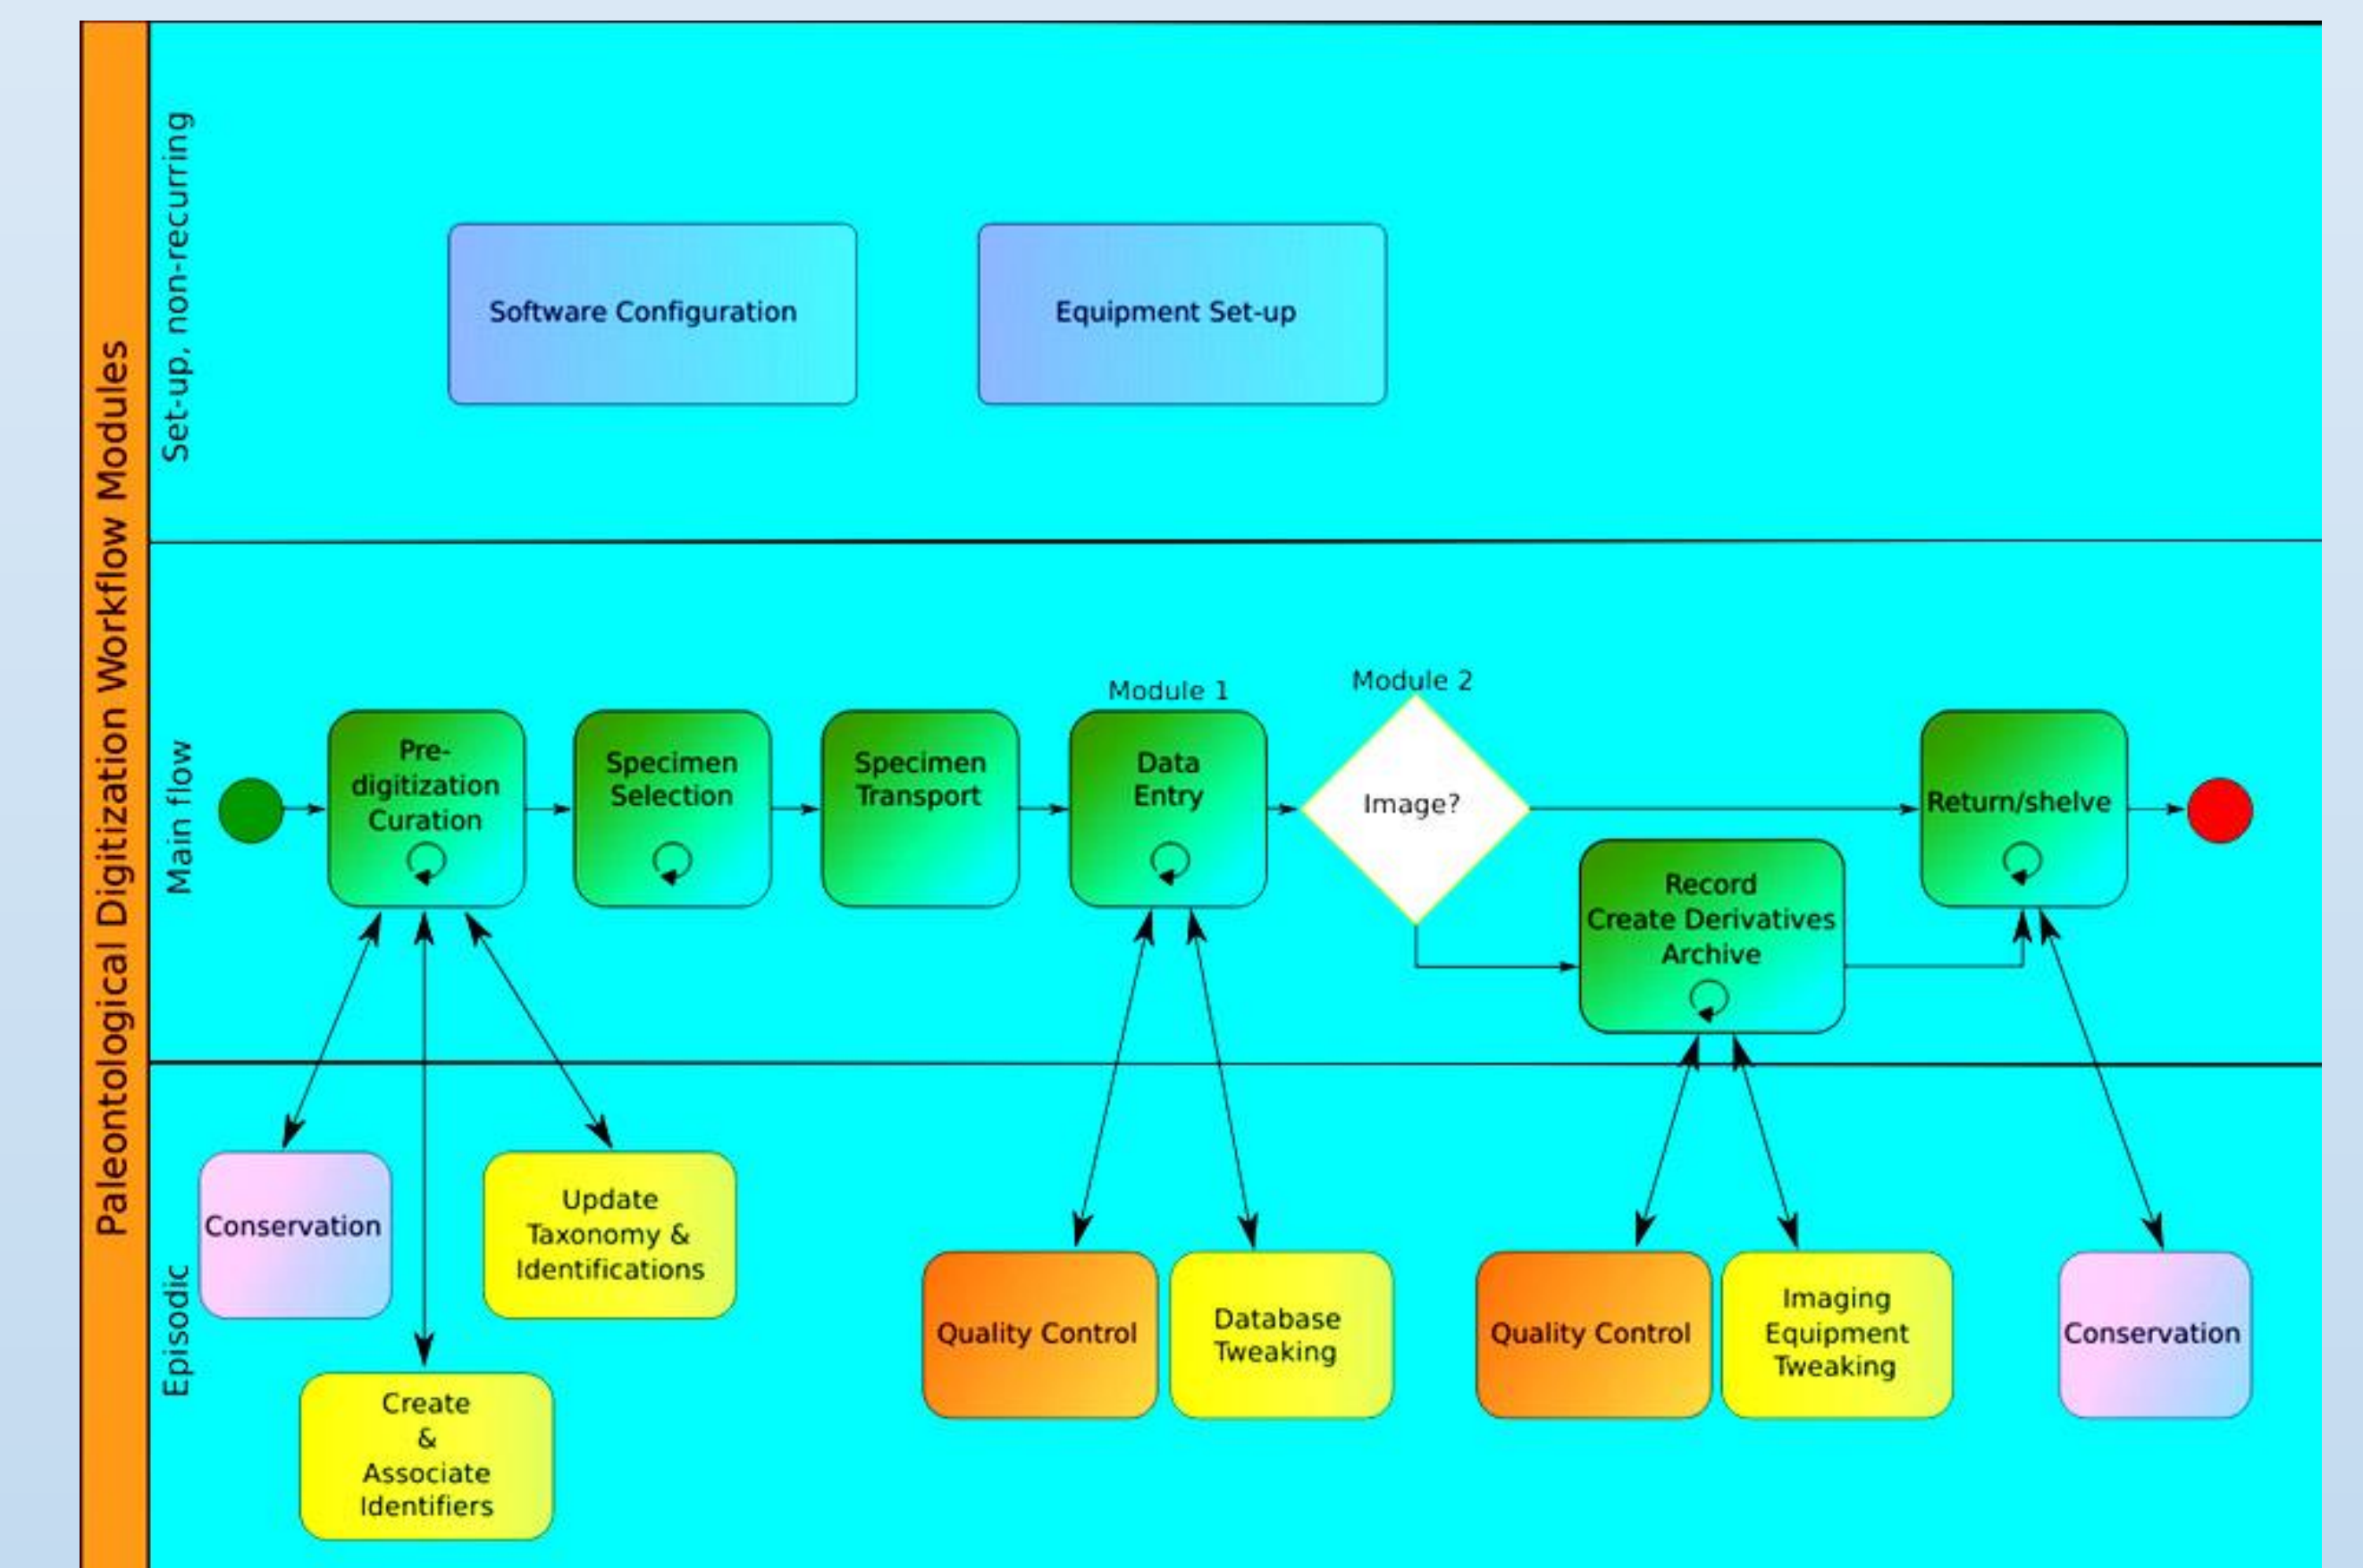 Paleontological Digitization Workflow Modules
Set-up, non-recurring
Software Configuration
Equipment Set-up
Main flow
Pre-
digitization
Curation
Specimen
Selection
Specimen
Transport
Module 1
Data
Entry
Module 2
Image?
Record
Create Derivatives
Archive
Return/shelve
Episodic
Conservation
Create
&
Associate
Identifiers
Update
Taxonomy &
Identifications
Quality Control
Database
Tweaking
Quality Control
Imaging
Equipment
Tweaking
Conservation